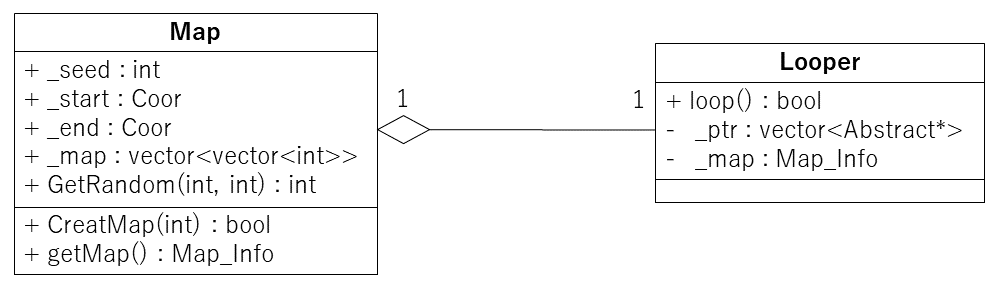 Map
+ _seed : int
+ _start : Coor
+ _end : Coor
+ _map : vector<vector<int>>
+ GetRandom(int, int) : int
+ CreatMap(int) : bool
+ getMap() : Map_Info
1
1
Looper
+ loop() : bool
- _ptr : vector<Abstract*>
- _map : Map_Info